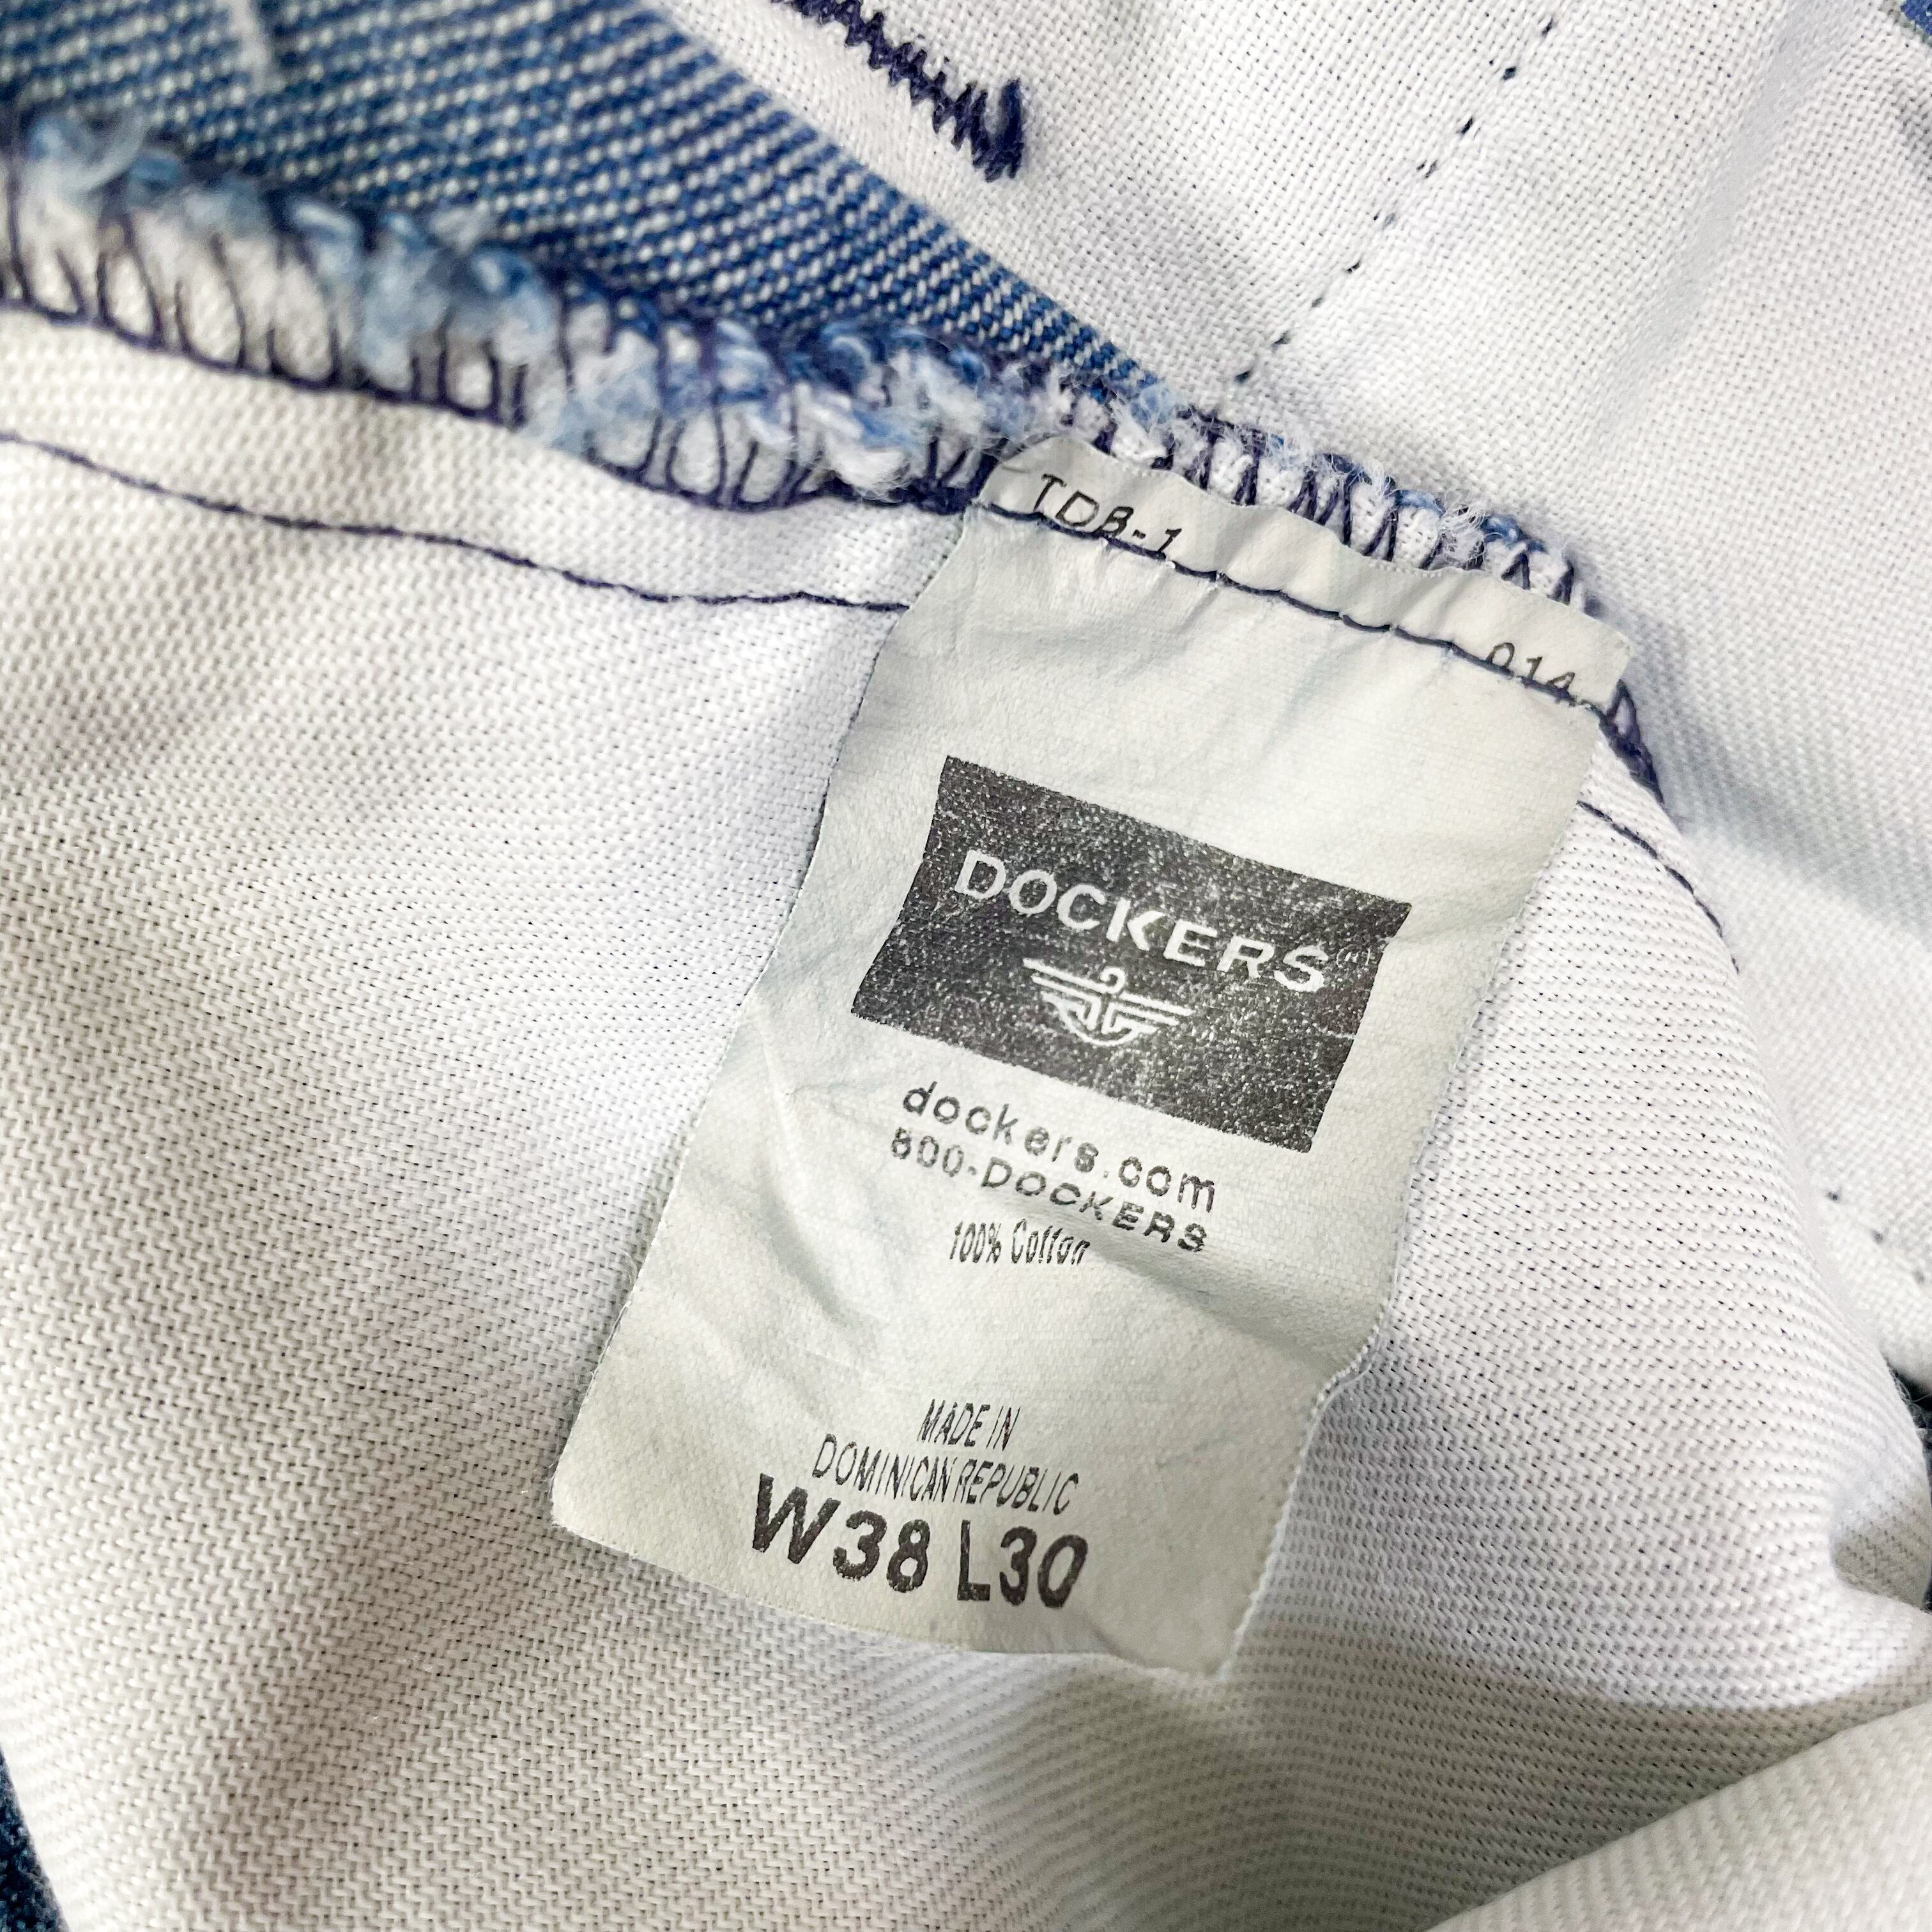 TDB-1 014
DOCKERS
dockers.com
800-DOCKERS
100% Cotton
MADE IN
DOMINICAN REPUBLIC
W38 L30